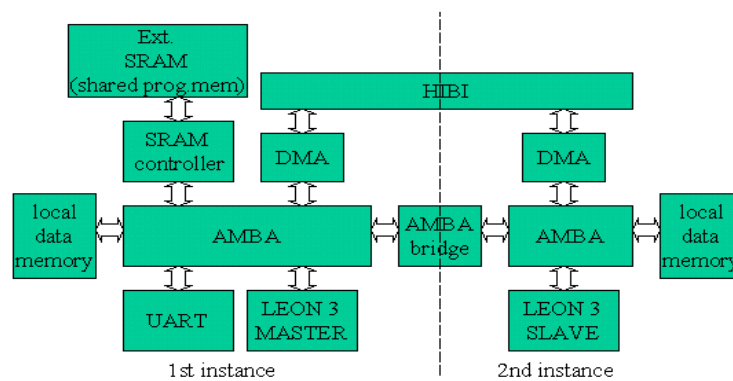 Ext.
SRAM
(shared prog.mem)
HIBI
SRAM
controller
DMA
DMA
local
data
memory
AMBA
AMBA
bridge
AMBA
local
data
memory
UART
LEON 3
MASTER
LEON 3
SLAVE
1st instance
2nd instance